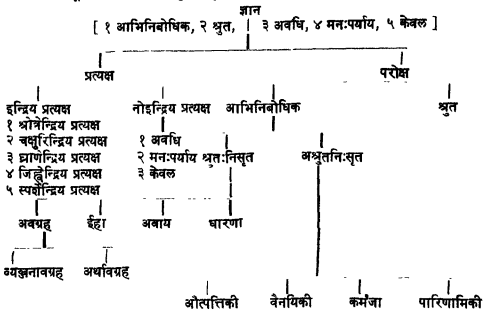 ज्ञान
[ १ आभिनिबोधिक, २ श्रुत, ३ अवधि, ४ मनःपर्याय, ५ केवल ]
प्रत्यक्ष परोक्ष
इन्द्रिय प्रत्यक्ष नोइन्द्रिय प्रत्यक्ष आभिनिबोधिक श्रुत
१ श्रोत्रेन्द्रिय प्रत्यक्ष
२ चक्षुरिन्द्रिय प्रत्यक्ष १ अवधि
३ घ्राणेन्द्रिय प्रत्यक्ष २ मनःपर्याय श्रुतःनिसृत अश्रुतनिःसृत
४ जिह्वेन्द्रिय प्रत्यक्ष ३ केवल
५ स्पर्शेन्द्रिय प्रत्यक्ष
अवग्रह ईहा अवाय धारणा
व्यञ्जनावग्रह अर्थावग्रह
औत्पत्तिकी वैनयिकी कर्मजा पारिणामिकी